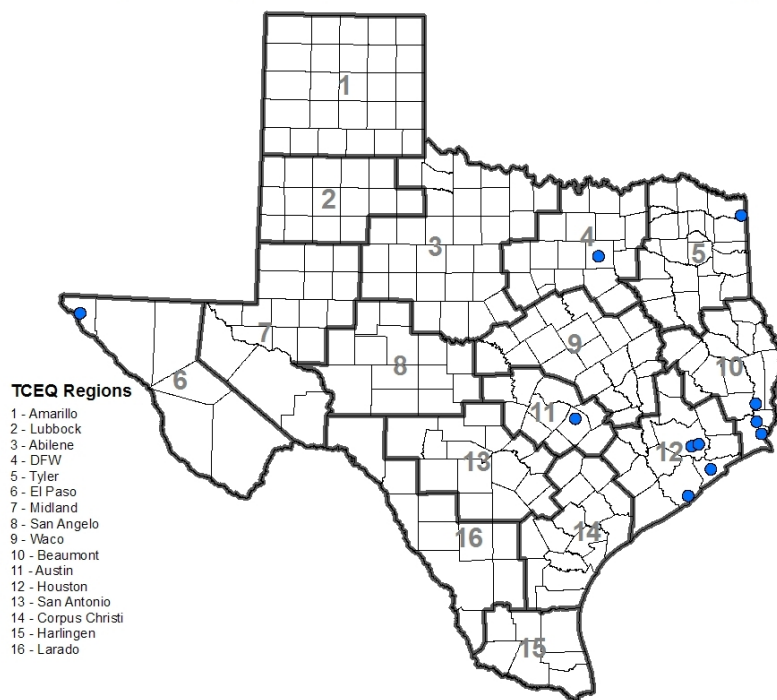 1
2
3
4
5
6
7
8
9
10
11
12
13
14
15
16
TCEQ Regions
1 - Amarillo
2 - Lubbock
3 - Abilene
4 - DFW
5 - Tyler
6 - El Paso
7 - Midland
8 - San Angelo
9 - Waco
10 - Beaumont
11 - Austin
12 - Houston
13 - San Antonio
14 - Corpus Christi
15 - Harlingen
16 - Larado